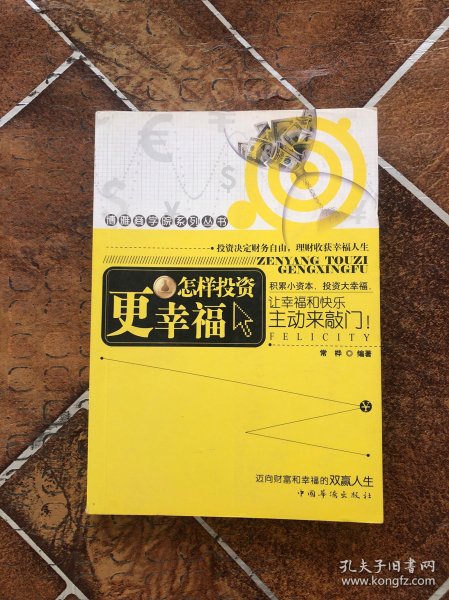 博雅商学院系列丛书
投资决定财务自由,理财收获幸福人生
ZENYANG TOUZI
GENGXINGFU
怎样投资
更幸福
积累小资本,投资大幸福。
让幸福和快乐
主动来敲门!
FELICITY
常桦 ◎ 编著
迈向财富和幸福的双赢人生
中国华侨出版社
孔夫子旧书网
www.kongfz.com